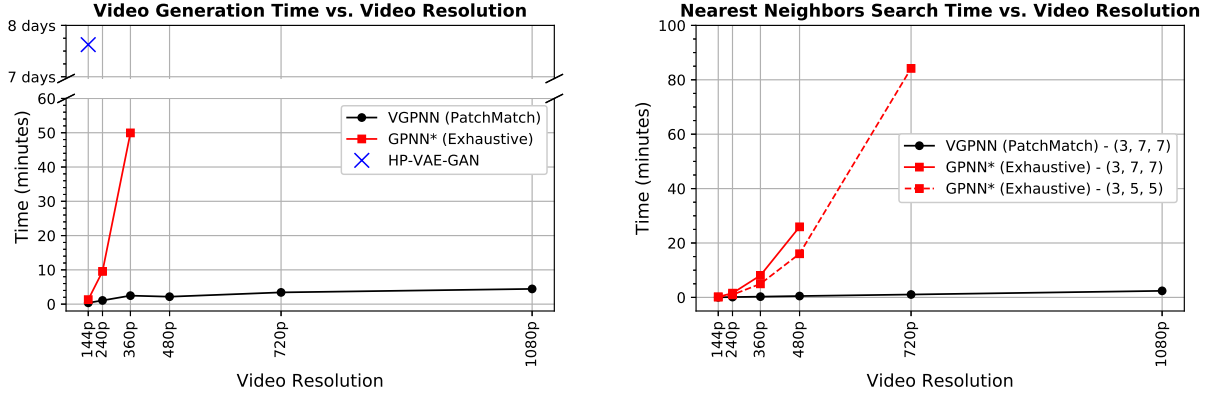 Video Generation Time vs. Video Resolution
8 days
7 days
60
50
40
30
20
10
0
Time (minutes)
VGPNN (PatchMatch)
GPNN* (Exhaustive)
HP-VAE-GAN
144p
240p
360p
480p
720p
1080p
Video Resolution
Nearest Neighbors Search Time vs. Video Resolution
100
80
60
40
20
0
Time (minutes)
VGPNN (PatchMatch) - (3, 7, 7)
GPNN* (Exhaustive) - (3, 7, 7)
GPNN* (Exhaustive) - (3, 5, 5)
144p
240p
360p
480p
720p
1080p
Video Resolution